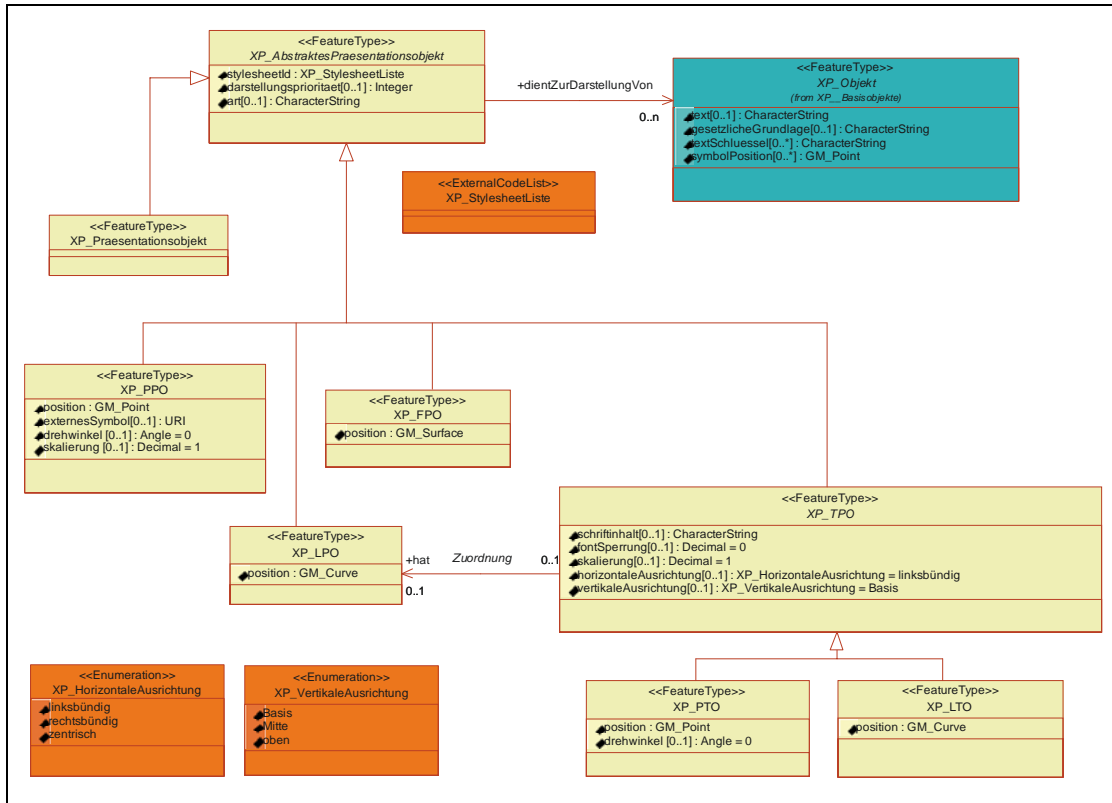 <<FeatureType>>
XP_AbstraktesPraesentationsobjekt
stylesheetId : XP_StylesheetListe
darstellungsprioritaet[0..1] : Integer
art[0..1] : CharacterString
+dientZurDarstellungVon
0..n
<<FeatureType>>
XP_Objekt
(from XP__Basisobjekte)
text[0..1] : CharacterString
gesetzlicheGrundlage[0..1] : CharacterString
textSchluessel[0..*] : CharacterString
symbolPosition[0..*] : GM_Point
<<ExternalCodeList>>
XP_StylesheetListe
<<FeatureType>>
XP_Praesentationsobjekt
<<FeatureType>>
XP_PPO
position : GM_Point
externesSymbol[0..1] : URI
drehwinkel [0..1] : Angle = 0
skalierung [0..1] : Decimal = 1
<<FeatureType>>
XP_FPO
position : GM_Surface
<<FeatureType>>
XP_LPO
position : GM_Curve
+hat
0..1
Zuordnung
0..1
<<FeatureType>>
XP_TPO
schriftinhalt[0..1] : CharacterString
fontSperrung[0..1] : Decimal = 0
skalierung[0..1] : Decimal = 1
horizontaleAusrichtung[0..1] : XP_HorizontaleAusrichtung = linksbündig
vertikaleAusrichtung[0..1] : XP_VertikaleAusrichtung = Basis
<<Enumeration>>
XP_HorizontaleAusrichtung
linksbündig
rechtsbündig
zentrisch
<<Enumeration>>
XP_VertikaleAusrichtung
Basis
Mitte
oben
<<FeatureType>>
XP_PTO
position : GM_Point
drehwinkel [0..1] : Angle = 0
<<FeatureType>>
XP_LTO
position : GM_Curve